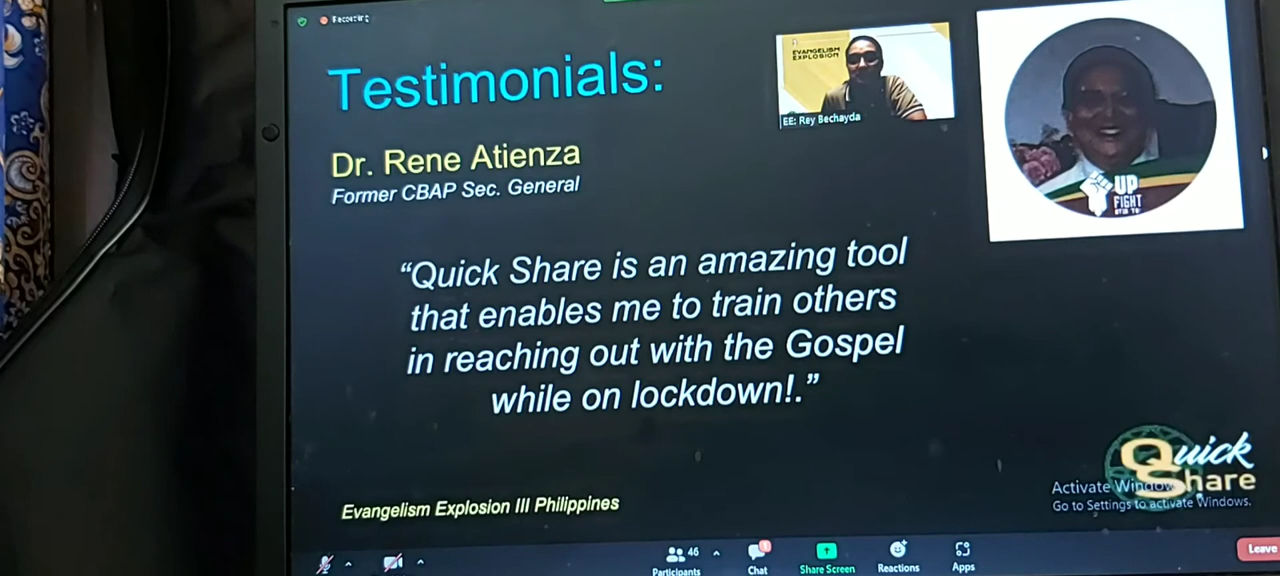 Recording
Testimonials:
EVANGELISM
EXPLOSION
EE: Rey Bechayda
Dr. Rene Atienza
Former CBAP Sec. General
UP
FIGHT
“Quick Share is an amazing tool
that enables me to train others
in reaching out with the Gospel
while on lockdown!.”
Quick
Share
Activate Windows
Go to Settings to activate Windows.
Evangelism Explosion III Philippines
46
Participants
1
Chat
Share Screen
Reactions
Apps
Leave